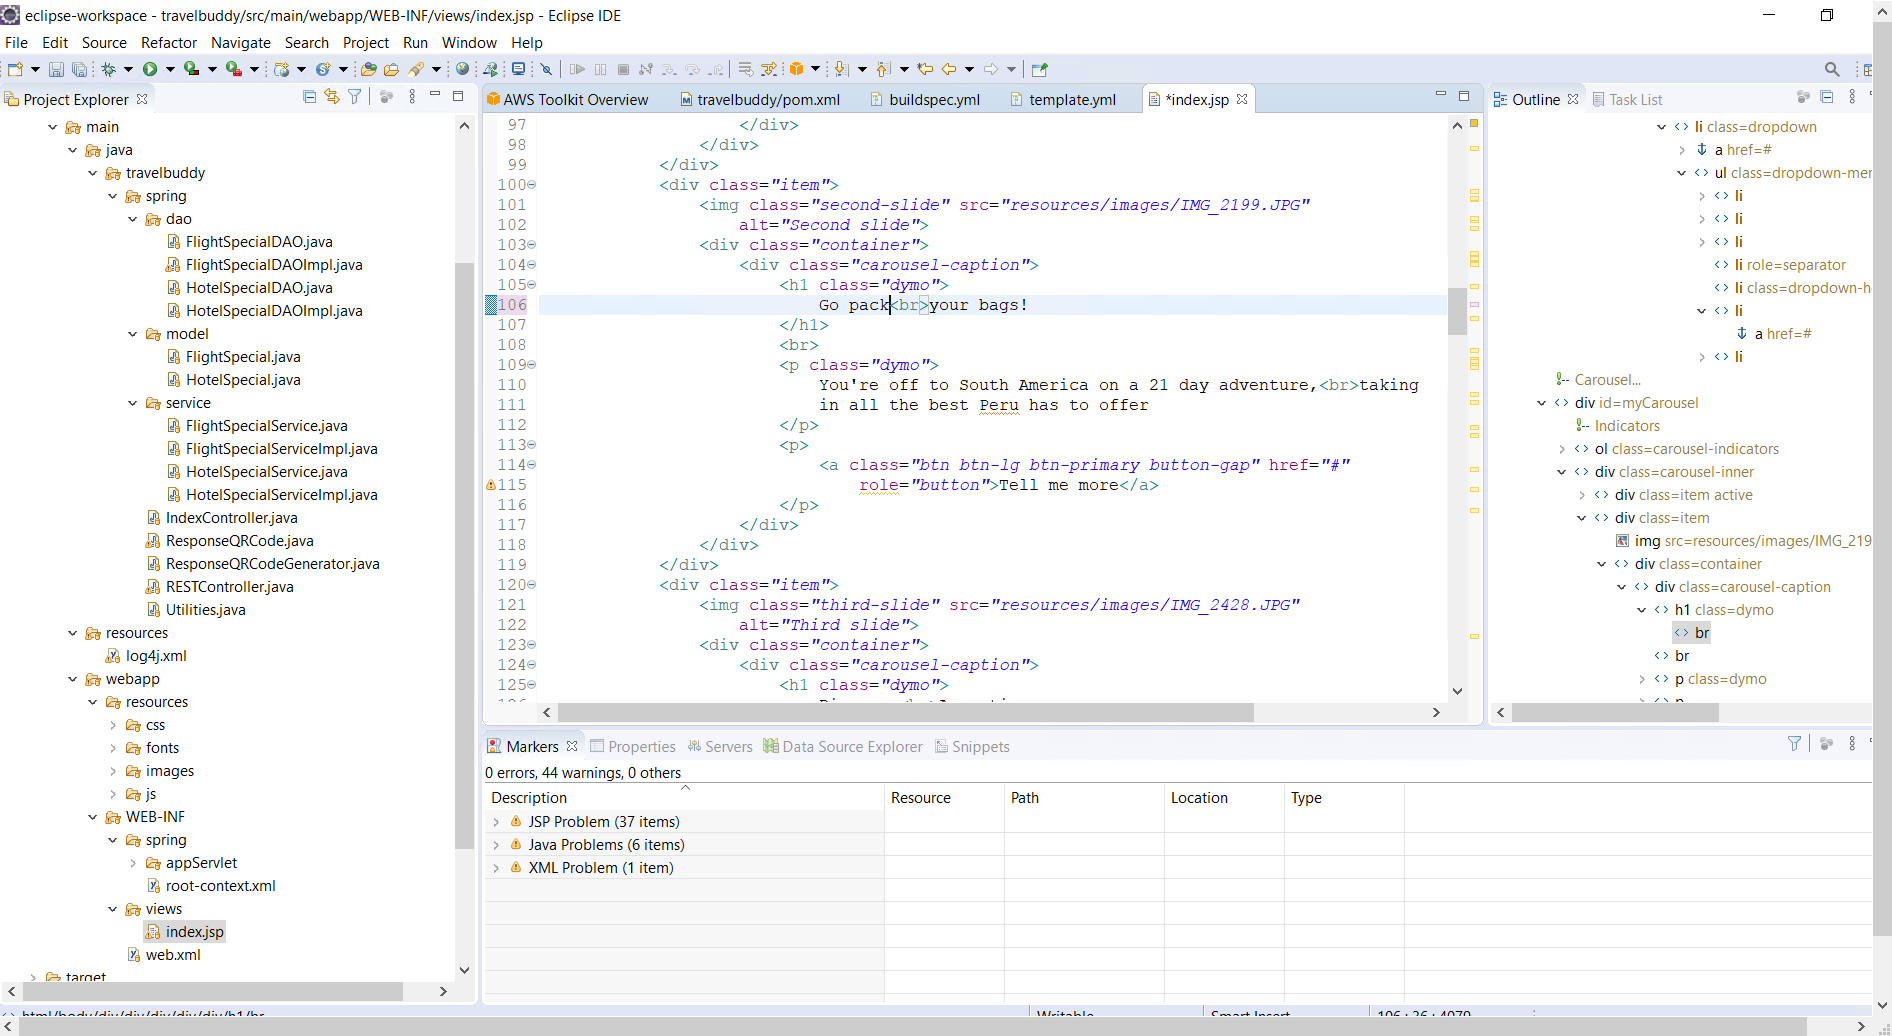 eclipse-workspace - travelbuddy/src/main/webapp/WEB-INF/views/index.jsp - Eclipse IDE
File Edit Source Refactor Navigate Search Project Run Window Help
Project Explorer
main
java
travelbuddy
spring
dao
FlightSpecialDAO.java
FlightSpecialDAOImpl.java
HotelSpecialDAO.java
HotelSpecialDAOImpl.java
model
FlightSpecial.java
HotelSpecial.java
service
FlightSpecialService.java
FlightSpecialServiceImpl.java
HotelSpecialService.java
HotelSpecialServiceImpl.java
IndexController.java
ResponseQRCode.java
ResponseQRCodeGenerator.java
RESTController.java
Utilities.java
resources
log4j.xml
webapp
resources
css
fonts
images
js
WEB-INF
spring
appServlet
root-context.xml
views
index.jsp
web.xml
target
AWS Toolkit Overview travelbuddy/pom.xml buildspec.yml template.yml *index.jsp
97 </div>
98 </div>
99 </div>
100 <div class="item">
101 <img class="second-slide" src="resources/images/IMG_2199.JPG"
102 alt="Second slide">
103 <div class="container">
104 <div class="carousel-caption">
105 <h1 class="dymo">
106 Go pack<br>your bags!
107 </h1>
108 <br>
109 <p class="dymo">
110 You're off to South America on a 21 day adventure,<br>taking
111 in all the best Peru has to offer
112 </p>
113 <p>
114 <a class="btn btn-lg btn-primary button-gap" href="#"
115 role="button">Tell me more</a>
116 </p>
117 </div>
118 </div>
119 </div>
120 <div class="item">
121 <img class="third-slide" src="resources/images/IMG_2428.JPG"
122 alt="Third slide">
123 <div class="container">
124 <div class="carousel-caption">
125 <h1 class="dymo">
Outline Task List
li class=dropdown
a href=#
ul class=dropdown-mer
li
li
li
li role=separator
li class=dropdown-h
li
a href=#
li
Carousel...
div id=myCarousel
Indicators
ol class=carousel-indicators
div class=carousel-inner
div class=item active
div class=item
img src=resources/images/IMG_219
div class=container
div class=carousel-caption
h1 class=dymo
br
br
p class=dymo
Markers Properties Servers Data Source Explorer Snippets
0 errors, 44 warnings, 0 others
Description Resource Path Location Type
JSP Problem (37 items)
Java Problems (6 items)
XML Problem (1 item)
html/body/div/div/div/div/div/h1/br Writable Smart Insert 106 : 36 : 4070